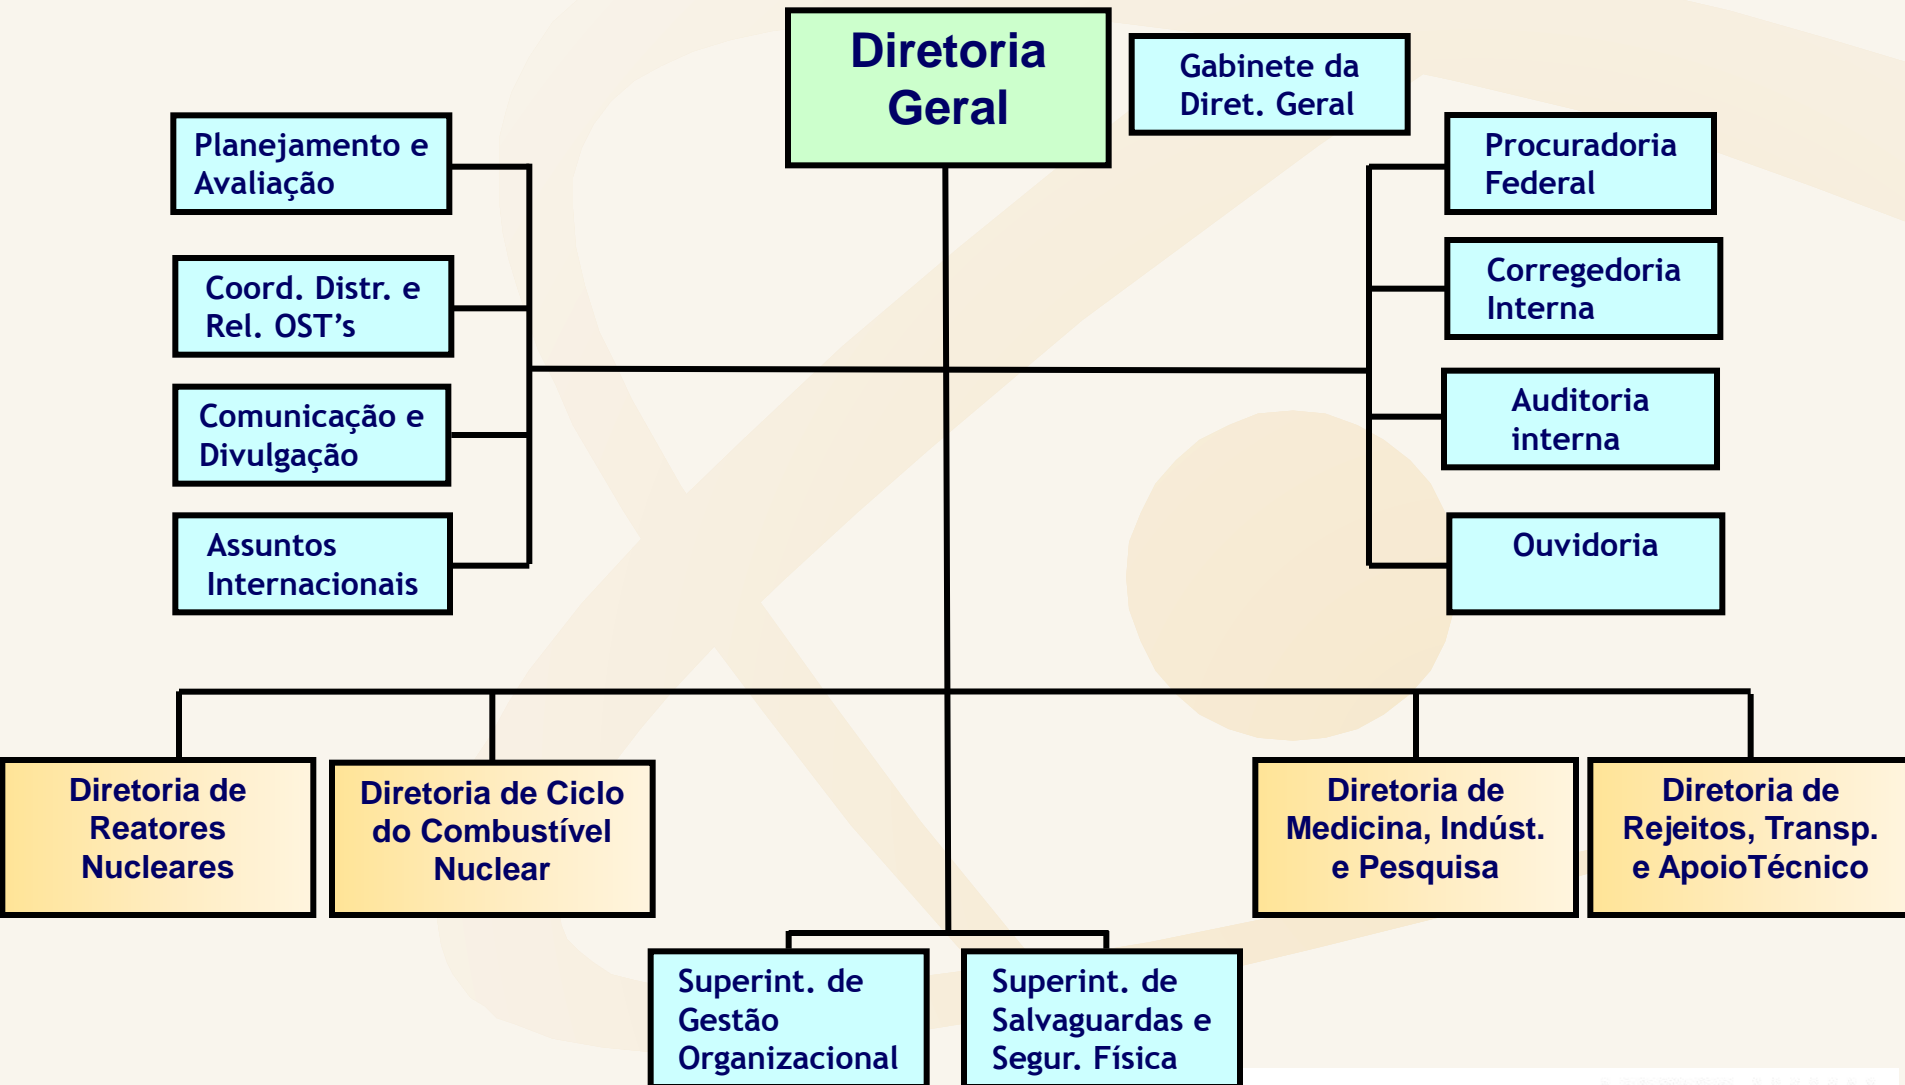 Diretoria
Geral
Gabinete da
Diret. Geral
Planejamento e
Avaliação
Procuradoria
Federal
Coord. Distr. e
Rel. OST’s
Corregedoria
Interna
Comunicação e
Divulgação
Auditoria
interna
Assuntos
Internacionais
Ouvidoria
Diretoria de
Reatores
Nucleares
Diretoria de Ciclo
do Combustível
Nuclear
Diretoria de
Medicina, Indúst.
e Pesquisa
Diretoria de
Rejeitos, Transp.
e ApoioTécnico
Superint. de
Gestão
Organizacional
Superint. de
Salvaguardas e
Segur. Física